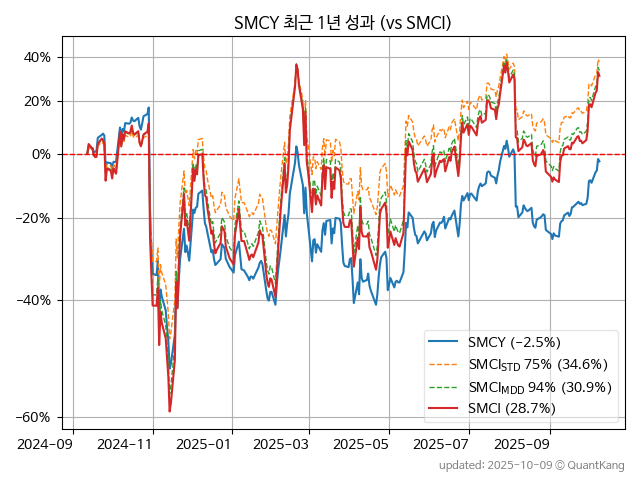 SMCY 최근 1년 성과 (vs SMCI)
40%
20%
0%
−20%
−40%
−60%
2024−09
2024−11
2025−01
2025−03
2025−05
2025−07
2025−09
SMCY (−2.5%)
SMCI_STD 75% (34.6%)
SMCI_MDD 94% (30.9%)
SMCI (28.7%)
updated: 2025-10-09 © QuantKang